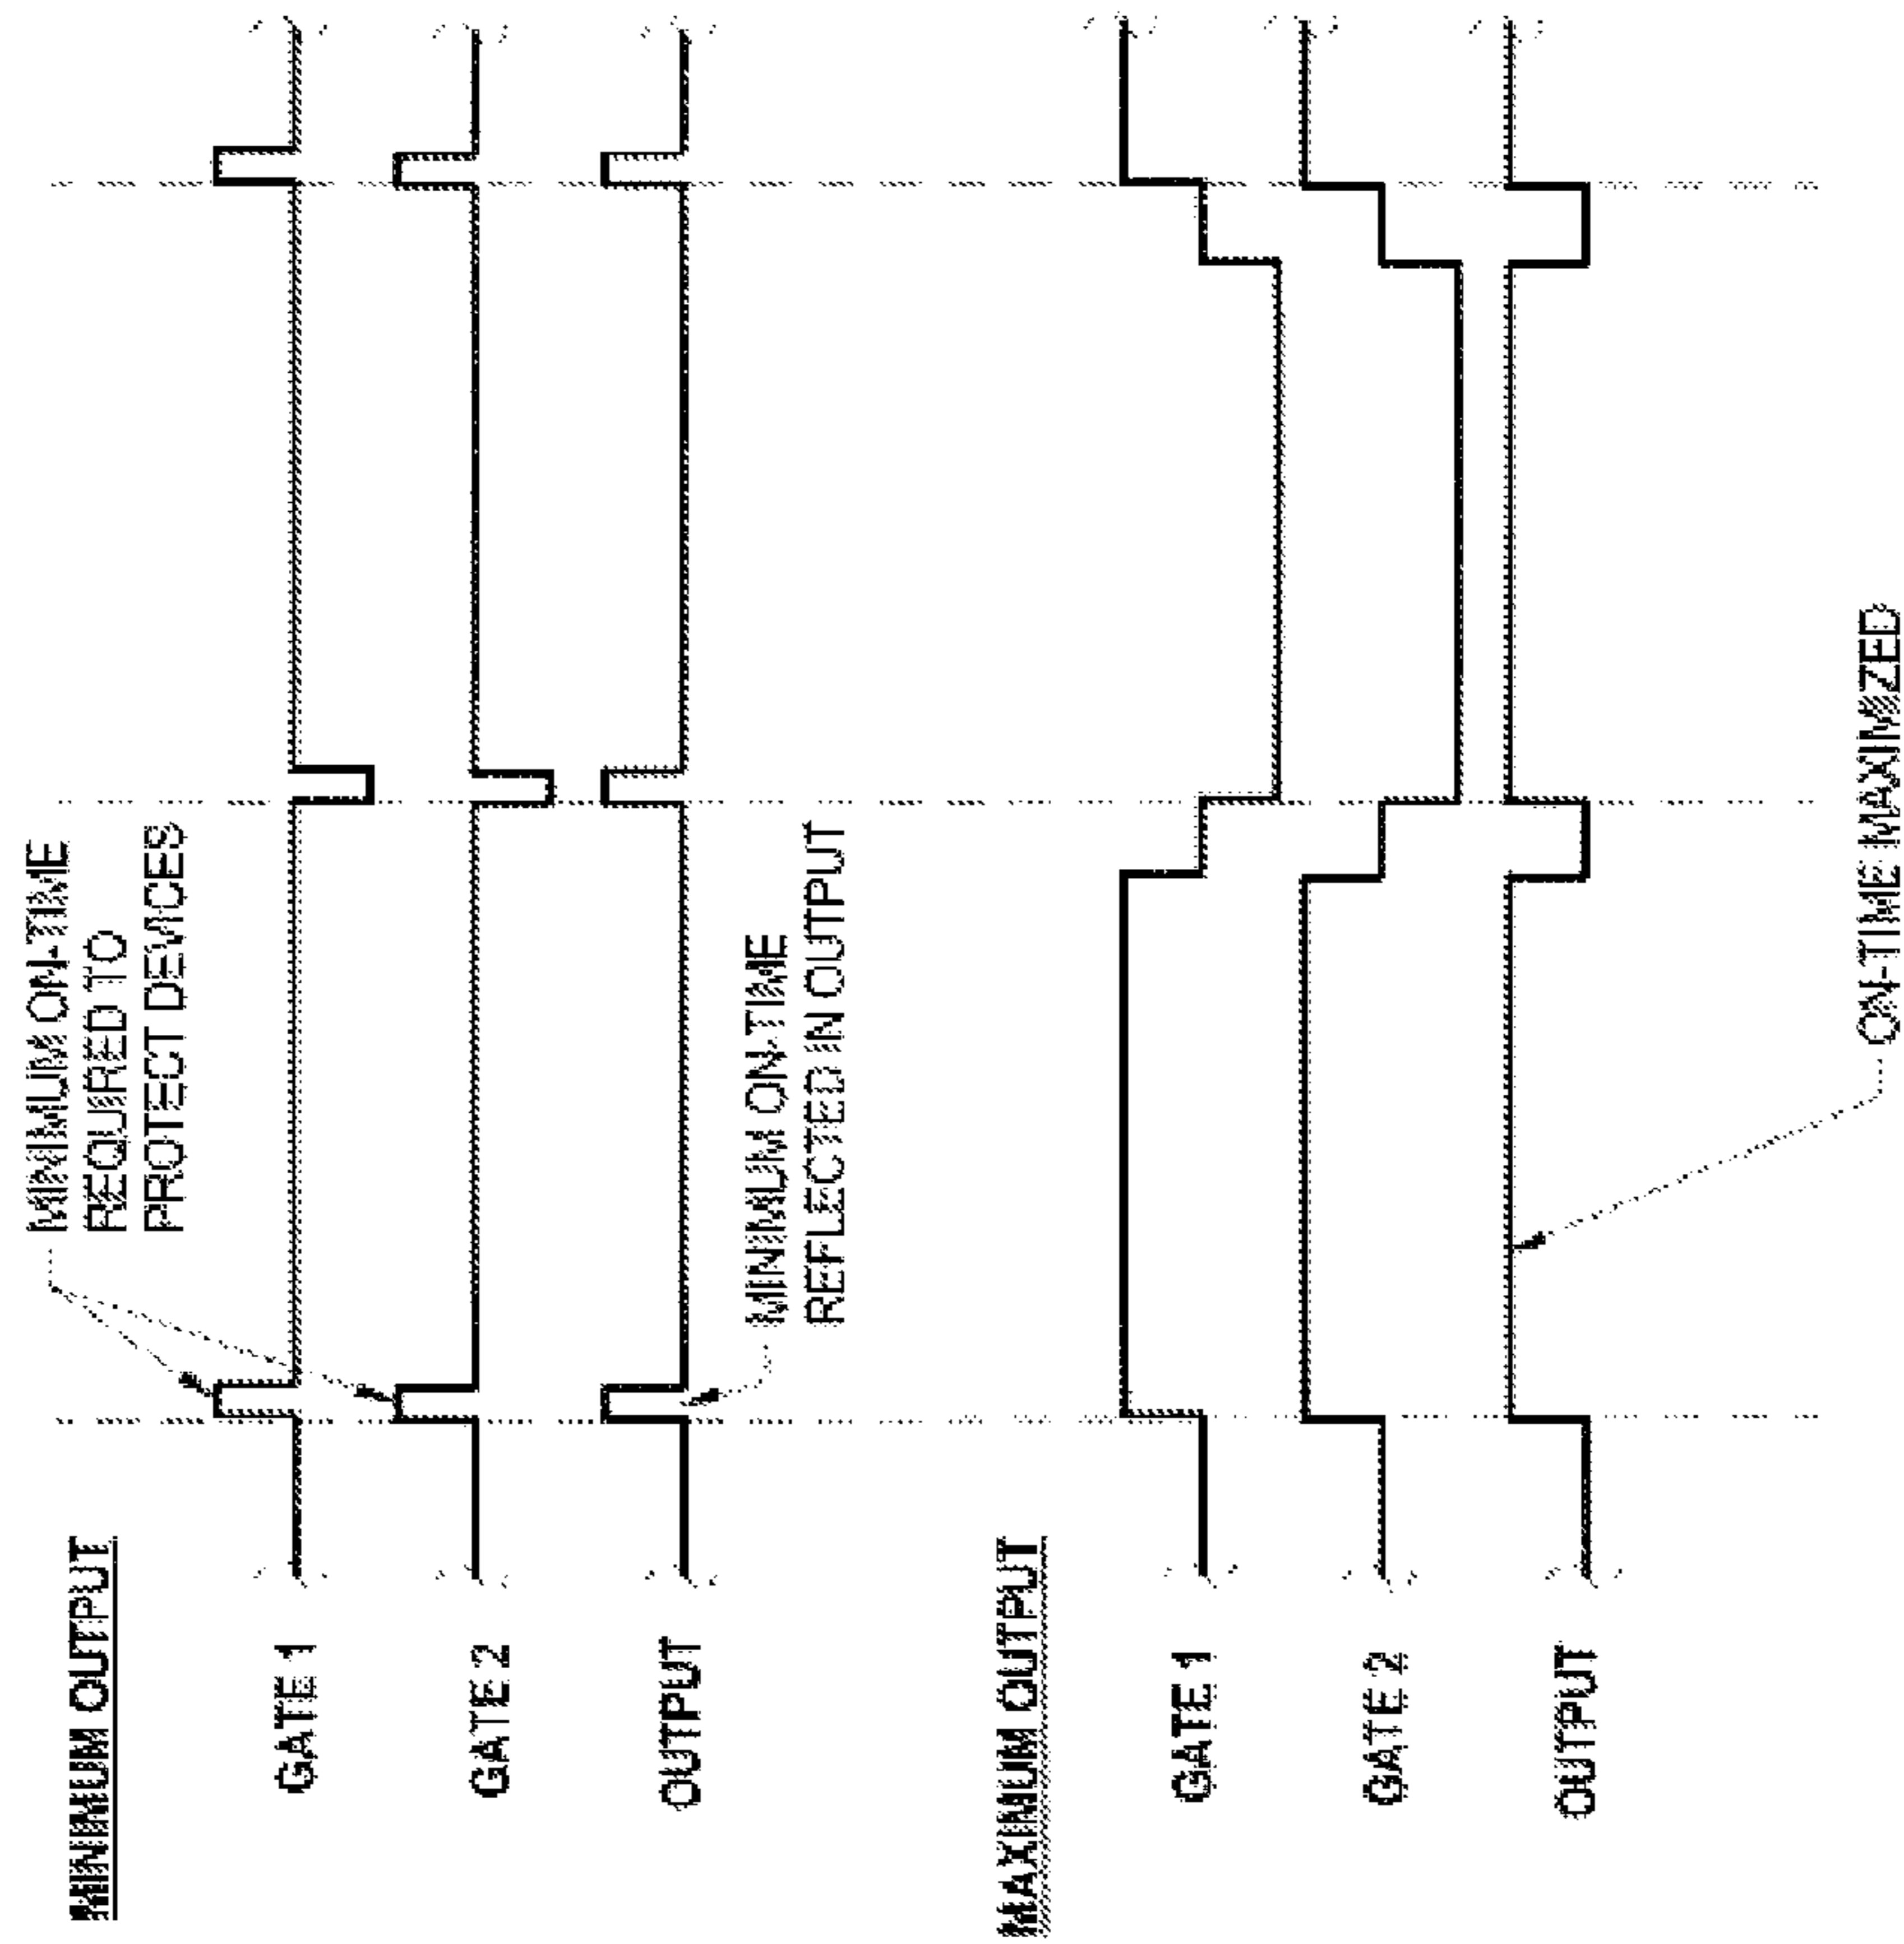 MINIMUM OUTPUT
MINIMUM ON-TIME
REQUIRED TO
PROTECT DEVICES
GATE 1
GATE 2
OUTPUT
MINIMUM ON-TIME
REFLECTED IN OUTPUT
MAXIMUM OUTPUT
GATE 1
GATE 2
OUTPUT
ON-TIME MAXIMIZED